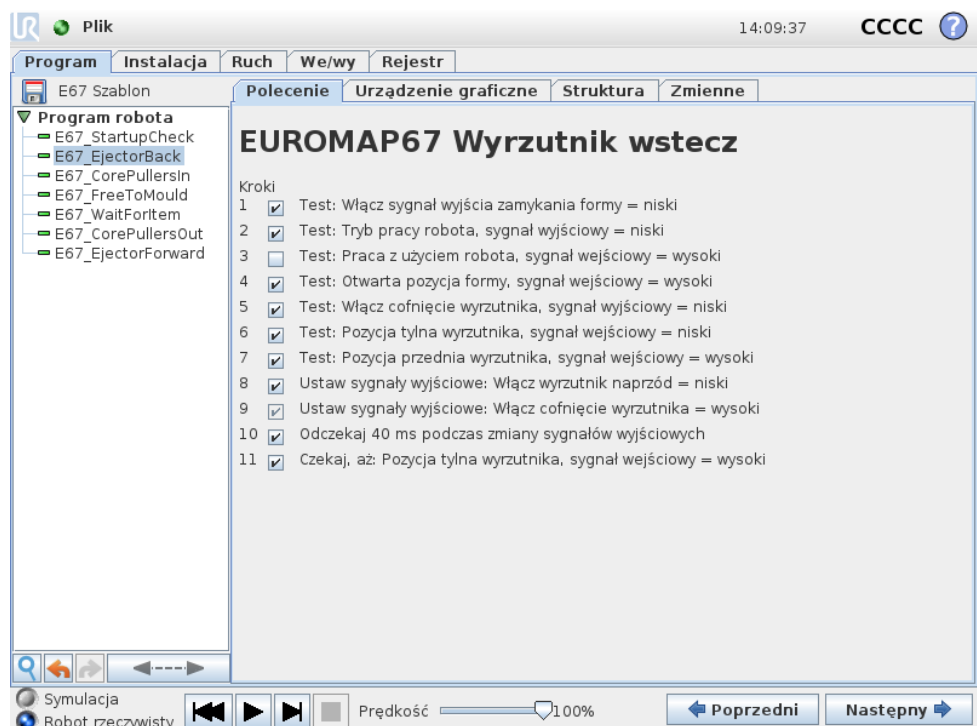 UR Plik 14:09:37 CCCC ?
Program Instalacja Ruch We/wy Rejestr
E67 Szablon
Polecenie Urządzenie graficzne Struktura Zmienne
Program robota
E67_StartupCheck
E67_EjectorBack
E67_CorePullersIn
E67_FreeToMould
E67_WaitForItem
E67_CorePullersOut
E67_EjectorForward
EUROMAP67 Wyrzutnik wstecz
Kroki
1 Test: Włącz sygnał wyjścia zamykania formy = niski
2 Test: Tryb pracy robota, sygnał wyjściowy = niski
3 Test: Praca z użyciem robota, sygnał wejściowy = wysoki
4 Test: Otwarta pozycja formy, sygnał wejściowy = wysoki
5 Test: Włącz cofnięcie wyrzutnika, sygnał wyjściowy = niski
6 Test: Pozycja tylna wyrzutnika, sygnał wejściowy = niski
7 Test: Pozycja przednia wyrzutnika, sygnał wejściowy = wysoki
8 Ustaw sygnały wyjściowe: Włącz wyrzutnik naprzód = niski
9 Ustaw sygnały wyjściowe: Włącz cofnięcie wyrzutnika = wysoki
10 Odczekaj 40 ms podczas zmiany sygnałów wyjściowych
11 Czekaj, aż: Pozycja tylna wyrzutnika, sygnał wejściowy = wysoki
Symulacja
Robot rzeczywisty
Prędkość 100%
Poprzedni Następny